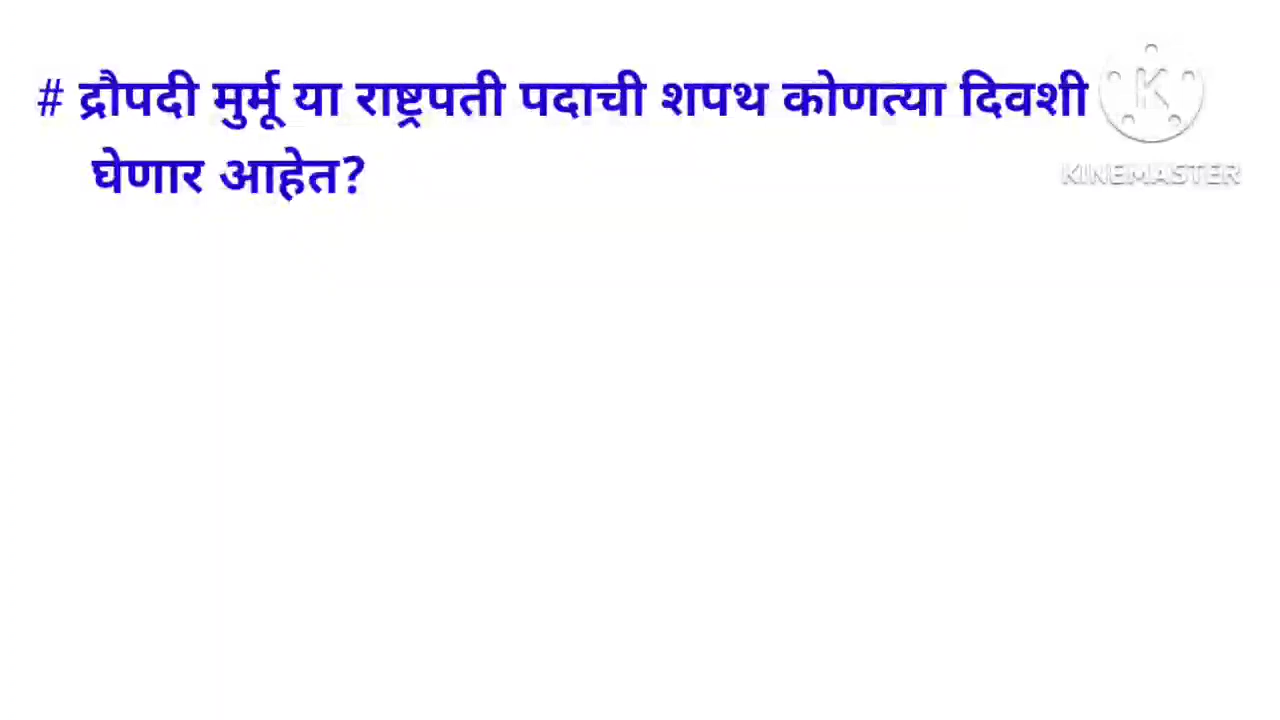 # द्रौपदी मुर्मू या राष्ट्रपती पदाची शपथ कोणत्या दिवशी
घेणार आहेत?
K
KINEMASTER